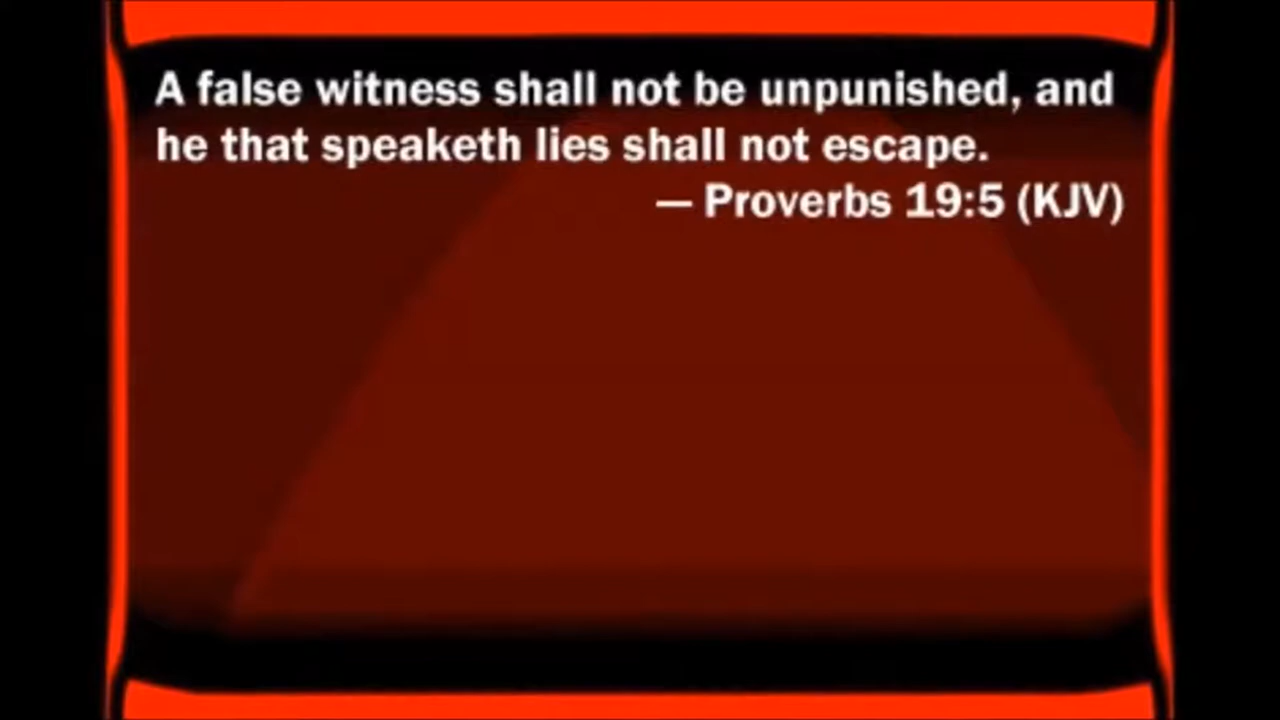 A false witness shall not be unpunished, and
he that speaketh lies shall not escape.
— Proverbs 19:5 (KJV)